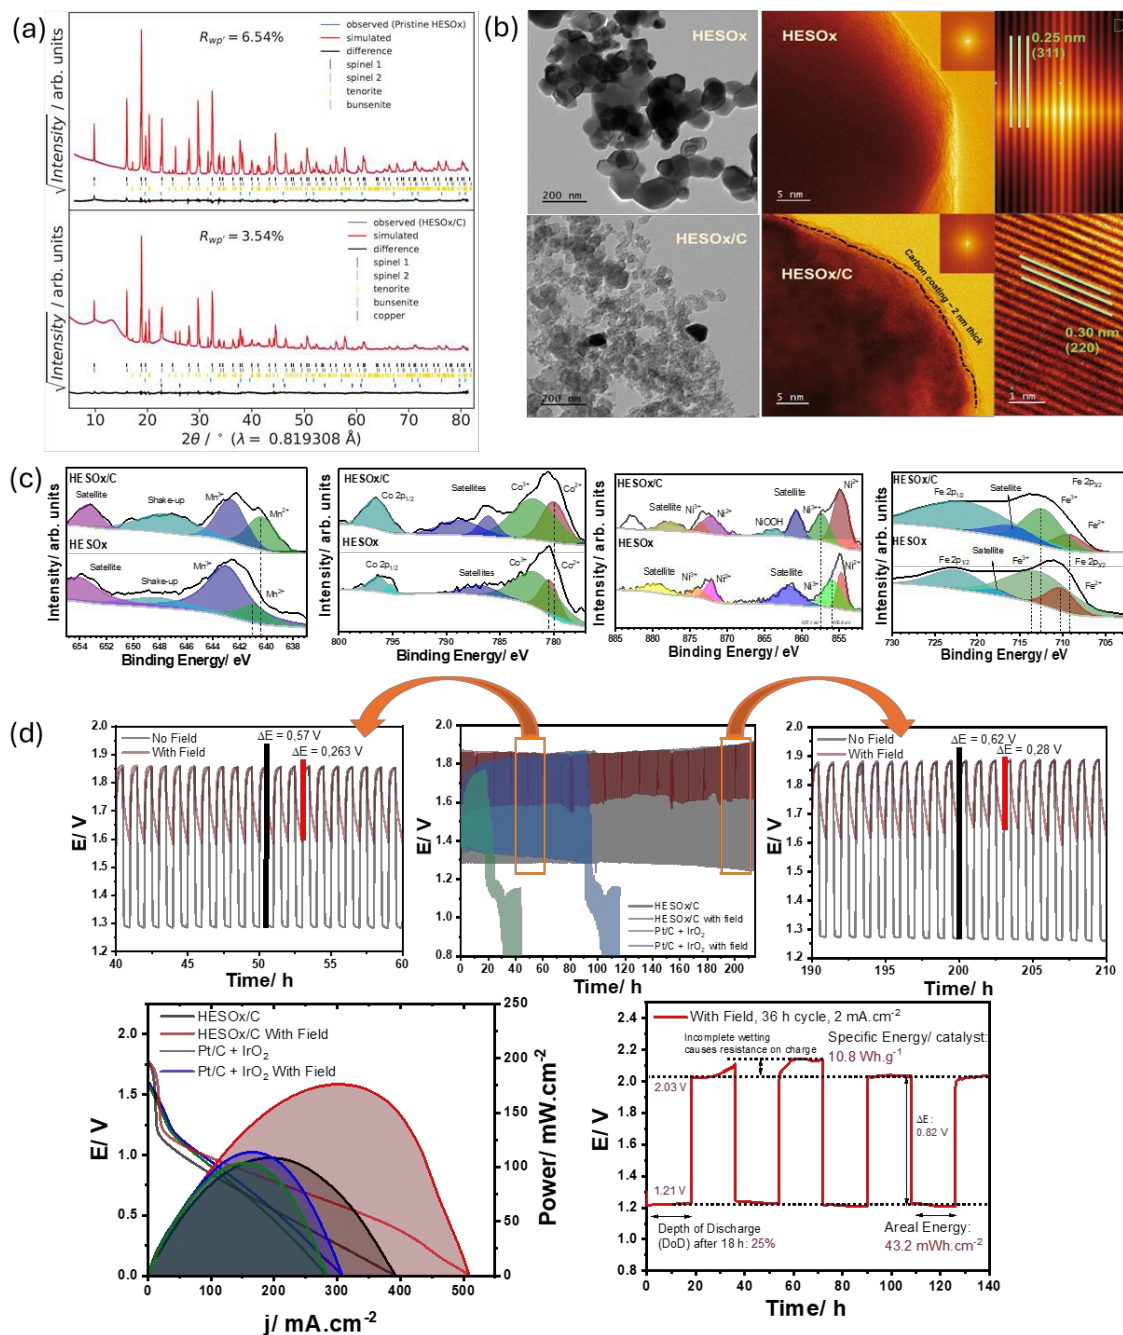 (a)
√Intensity / arb. units
Rwp' = 6.54%
observed (Pristine HESOx)
simulated
difference
spinel 1
spinel 2
tenorite
bunsenite
√Intensity / arb. units
Rwp' = 3.54%
observed (HESOx/C)
simulated
difference
spinel 1
spinel 2
tenorite
bunsenite
copper
10 20 30 40 50 60 70 80
2θ / ° (λ = 0.819308 Å)
(b)
HESOx
200 nm
HESOx
5 nm
0.25 nm
(311)
HESOx/C
200 nm
HESOx/C
Carbon coating ~ 2 nm thick
5 nm
0.30 nm
(220)
1 nm
(c)
Intensity/ arb. units
HESOx/C
Satellite
Shake-up
Mn³⁺
Mn²⁺
HESOx
Satellite
Shake-up
Mn³⁺
Mn²⁺
654 651 648 645 642 639 636
Binding Energy/ eV
Intensity/ arb. units
HESOx/C
Co 2p1/2
Satellites
Co³⁺
Co²⁺
HESOx
Co 2p1/2
Satellites
Co³⁺
Co²⁺
800 795 790 785 780
Binding Energy/ eV
Intensity/ arb. units
HESOx/C
Satellite
Ni³⁺
Ni²⁺
NiOOH
Satellite
Ni³⁺
Ni²⁺
HESOx
Satellite
Ni³⁺
Ni²⁺
Satellite
Ni³⁺
Ni²⁺
885 880 875 870 865 860 855
Binding Energy/ eV
Intensity/ arb. units
HESOx/C
Fe 2p1/2
Satellite
Fe 2p3/2
Fe³⁺
Fe²⁺
HESOx
Fe 2p1/2
Satellite
Fe³⁺
Fe 2p3/2
Fe²⁺
730 725 720 715 710 705
Binding Energy/ eV
(d)
E/ V
2.0
1.9
1.8
1.7
1.6
1.5
1.4
1.3
1.2
No Field
With Field
ΔE = 0,57 V
ΔE = 0,263 V
40 45 50 55 60
Time/ h
E/ V
2.0
1.8
1.6
1.4
1.2
1.0
0.8
HESOx/C
HESOx/C with field
Pt/C + IrO₂
Pt/C + IrO₂ with field
0 20 40 60 80 100 120 140 160 180 200
Time/ h
E/ V
2.0
1.9
1.8
1.7
1.6
1.5
1.4
1.3
1.2
No Field
With Field
ΔE = 0,62 V
ΔE = 0,28 V
190 195 200 205 210
Time/ h
E/ V
2.0
1.5
1.0
0.5
0.0
HESOx/C
HESOx/C With Field
Pt/C + IrO₂
Pt/C + IrO₂ With Field
250
200
150
100
50
0
Power/ mW.cm⁻²
0 100 200 300 400 500
j/ mA.cm⁻²
E/ V
2.4
2.2
2.0
1.8
1.6
1.4
1.2
1.0
0.8
With Field, 36 h cycle, 2 mA.cm⁻²
Incomplete wetting
causes resistance on charge
Specific Energy/ catalyst:
10.8 Wh.g⁻¹
2.03 V
ΔE :
0.82 V
1.21 V
Depth of Discharge
(DoD) after 18 h: 25%
Areal Energy:
43.2 mWh.cm⁻²
0 20 40 60 80 100 120 140
Time/ h